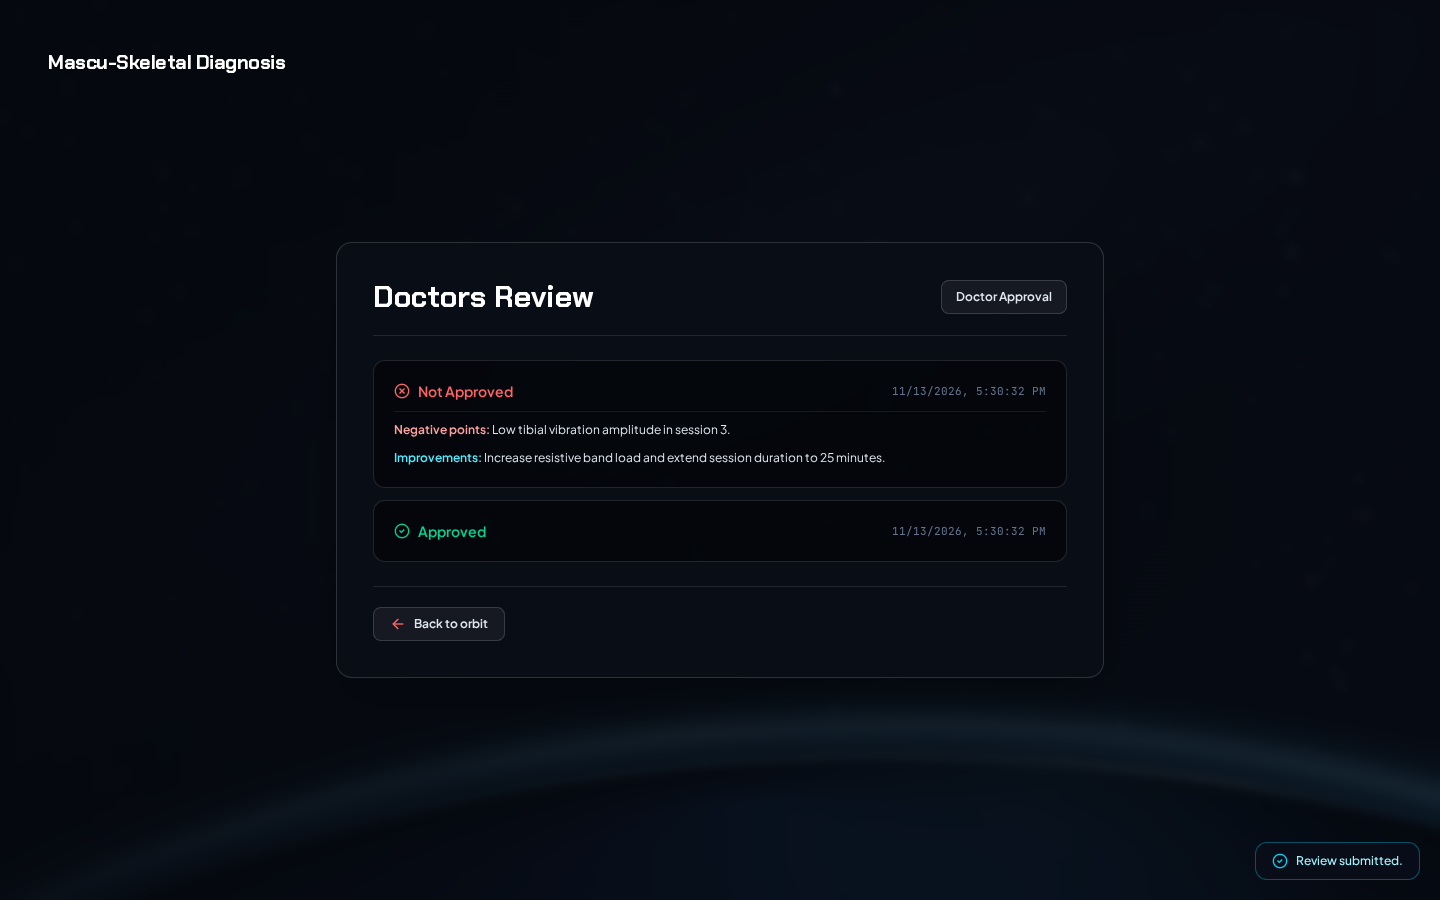 Mascu-Skeletal Diagnosis
Doctors Review
Doctor Approval
Not Approved
11/13/2026, 5:30:32 PM
Negative points: Low tibial vibration amplitude in session 3.
Improvements: Increase resistive band load and extend session duration to 25 minutes.
Approved
11/13/2026, 5:30:32 PM
Back to orbit
Review submitted.